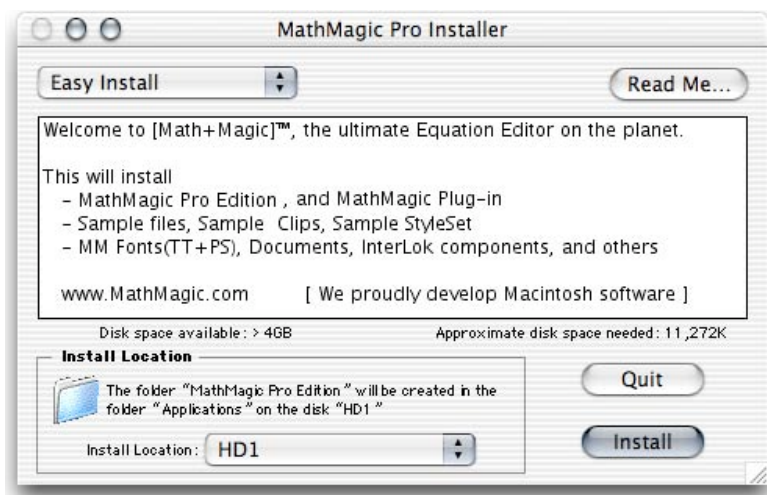 MathMagic Pro Installer
Easy Install
Read Me...
Welcome to [Math+Magic]™, the ultimate Equation Editor on the planet.
This will install
- MathMagic Pro Edition , and MathMagic Plug-in
- Sample files, Sample Clips, Sample StyleSet
- MM Fonts(TT+PS), Documents, InterLok components, and others
www.MathMagic.com [ We proudly develop Macintosh software ]
Disk space available: > 4GB Approximate disk space needed: 11,272K
Install Location
The folder “MathMagic Pro Edition” will be created in the
folder “Applications” on the disk “HD1”
Install Location: HD1
Quit
Install